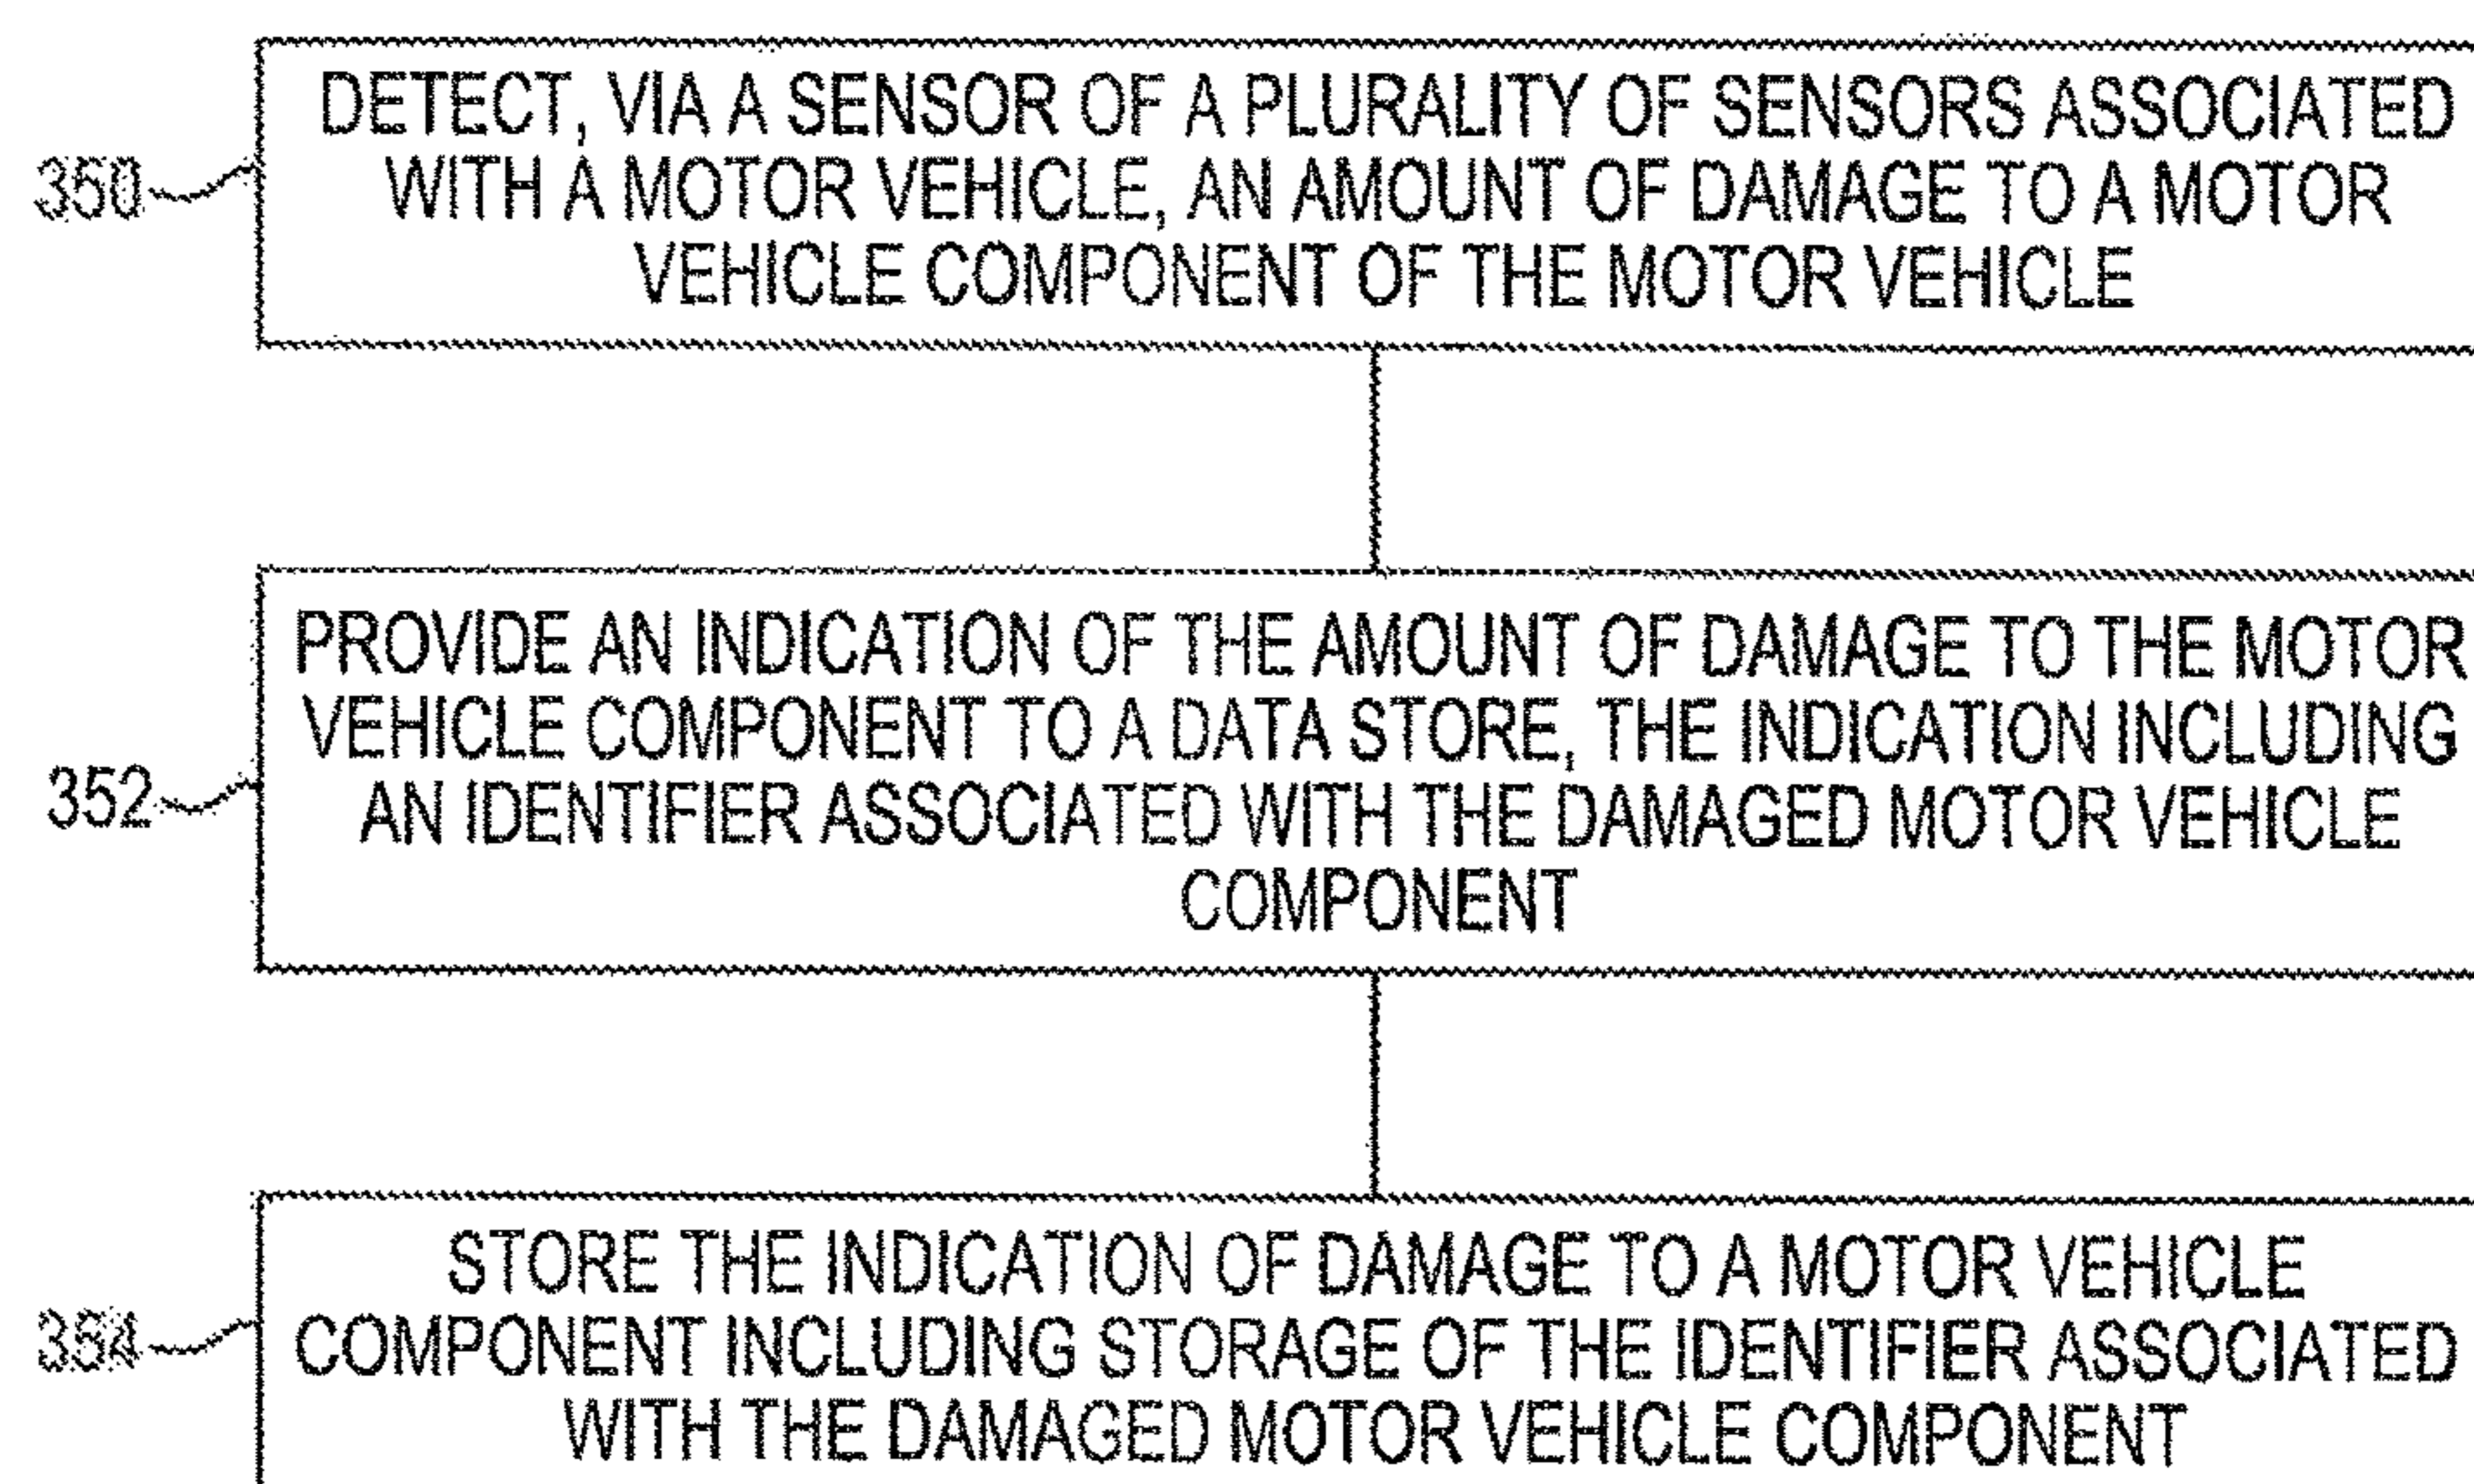 DETECT, VIA A SENSOR OF A PLURALITY OF SENSORS ASSOCIATED
WITH A MOTOR VEHICLE, AN AMOUNT OF DAMAGE TO A MOTOR
VEHICLE COMPONENT OF THE MOTOR VEHICLE
350
PROVIDE AN INDICATION OF THE AMOUNT OF DAMAGE TO THE MOTOR
VEHICLE COMPONENT TO A DATA STORE, THE INDICATION INCLUDING
AN IDENTIFIER ASSOCIATED WITH THE DAMAGED MOTOR VEHICLE
COMPONENT
352
STORE THE INDICATION OF DAMAGE TO A MOTOR VEHICLE
COMPONENT INCLUDING STORAGE OF THE IDENTIFIER ASSOCIATED
WITH THE DAMAGED MOTOR VEHICLE COMPONENT
354